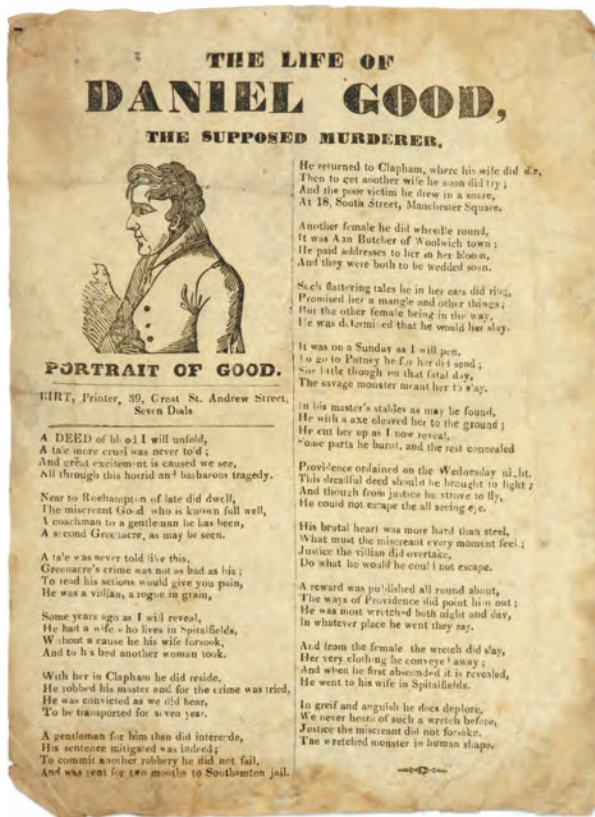 THE LIFE OF
DANIEL GOOD,
THE SUPPOSED MURDERER.
PORTRAIT OF GOOD.
BIRT, Printer, 39, Great St. Andrew Street,
Seven Dials
A DEED of blood I will unfold,
A tale more cruel was never told;
And great excitement is caused we see,
All through this horrid and barbarous tragedy.
Near to Roehampton of late did dwell,
The miscreant Good who is known full well,
A coachman to a gentleman he has been,
A second Greenacre, as may be seen.
A tale was never told like this,
Greenacre's crime was not as bad as his;
To read his actions would give you pain,
He was a villian, a rogue in grain,
Some years ago as I will reveal,
He had a wife who lives in Spitalfields,
Without a cause he his wife forsook,
And to his bed another woman took.
With her in Clapham he did reside,
He robbed his master and for the crime was tried,
He was convicted as we did hear,
To be transported for seven year.
A gentleman for him than did intercede,
His sentence mitigated was indeed;
To commit another robbery he did not fail,
And was sent for two months to Southamton jail.
He returned to Clapham, where his wife did die,
Then to get another wife he soon did try;
And the poor victim he drew in a snare,
At 18, South Street, Manchester Square.
Another female he did wheedle round,
It was Ann Butcher of Woolwich town;
He paid addresses to her in her bloom,
And they were both to be wedded soon.
Such flattering tales he in her ears did ring,
Promised her a mangle and other things;
But the other female being in the way,
He was determined that he would her slay.
It was on a Sunday as I will pen,
To go to Putney he for her did send;
She little though on that fatal day,
The savage monster meant her to slay.
In his master's stables as may be found,
He with a axe cleaved her to the ground;
He cut her up as I now reveal,
Some parts he burnt, and the rest concealed
Providence ordained on the Wednesday night.
This dreadful deed should be brought to light;
And though from justice he strove to fly,
He could not escape the all seeing eye.
His brutal heart was more hard than steel,
What must the miscreant every moment feel;
Justice the villian did overtake,
Do what he would he could not escape.
A reward was published all round about,
The ways of Providence did point him out;
He was most wretched both night and day,
In whatever place he went they say.
And from the female, the wretch did slay,
Her very clothing he conveyed away;
And when he first absconded it is revealed,
He went to his wife in Spitalfields.
In greif and anguish he does deplore,
We never heard of such a wretch before,
Justice the miscreant did not forsake.
The wretched monster in human shape.